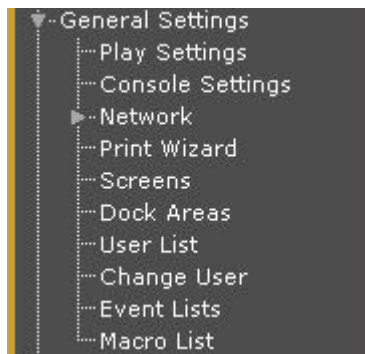 General Settings
Play Settings
Console Settings
Network
Print Wizard
Screens
Dock Areas
User List
Change User
Event Lists
Macro List